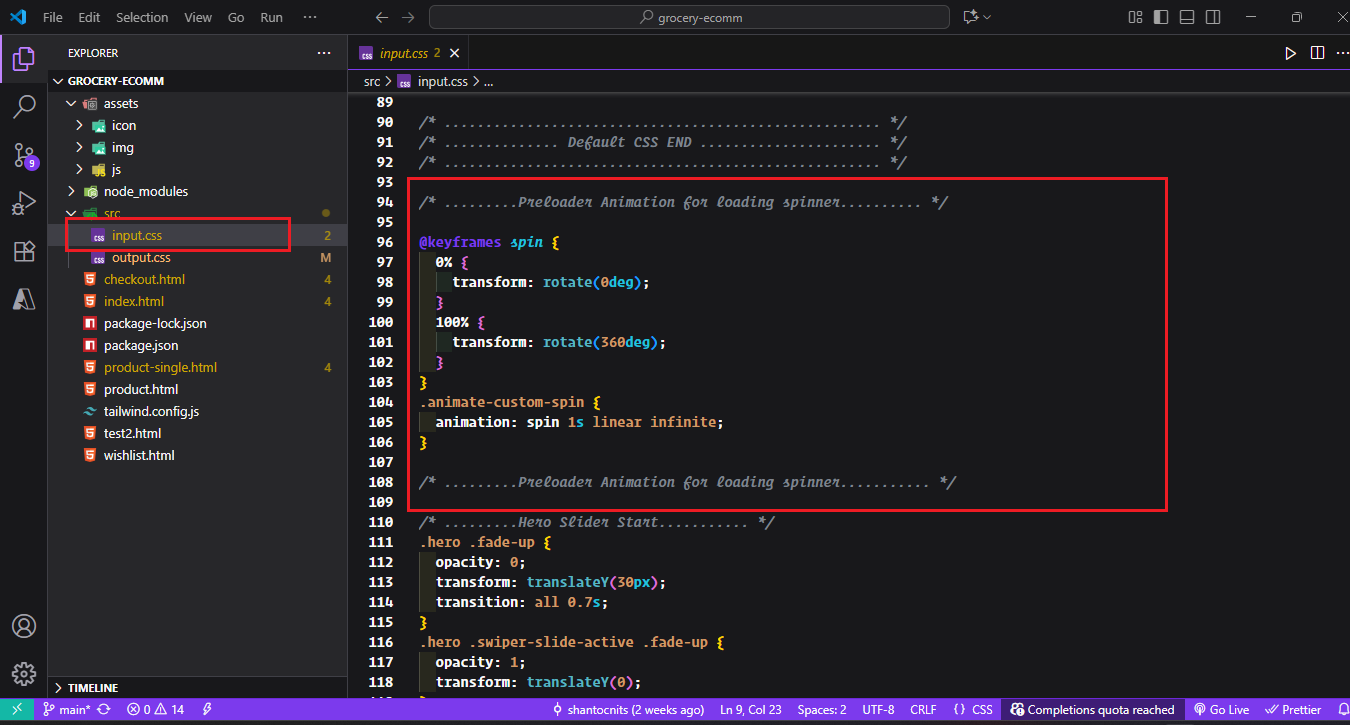 File Edit Selection View Go Run ···
grocery-ecomm
EXPLORER ···
GROCERY-ECOMM
assets
icon
img
js
node_modules
src
input.css 2
output.css M
checkout.html 4
index.html 4
package-lock.json
package.json
product-single.html 4
product.html
tailwind.config.js
test2.html
wishlist.html
TIMELINE
input.css 2
src > input.css > ...
89
90 /* ..................................................... */
91 /* .............. Default CSS END ...................... */
92 /* ..................................................... */
93
94 /* .........Preloader Animation for loading spinner.......... */
95
96 @keyframes spin {
97 0% {
98 transform: rotate(0deg);
99 }
100 100% {
101 transform: rotate(360deg);
102 }
103 }
104 .animate-custom-spin {
105 animation: spin 1s linear infinite;
106 }
107
108 /* .........Preloader Animation for loading spinner........... */
109
110 /* .........Hero Slider Start........... */
111 .hero .fade-up {
112 opacity: 0;
113 transform: translateY(30px);
114 transition: all 0.7s;
115 }
116 .hero .swiper-slide-active .fade-up {
117 opacity: 1;
118 transform: translateY(0);
9
main* 0 14 shantocnits (2 weeks ago) Ln 9, Col 23 Spaces: 2 UTF-8 CRLF {} CSS Completions quota reached Go Live Prettier